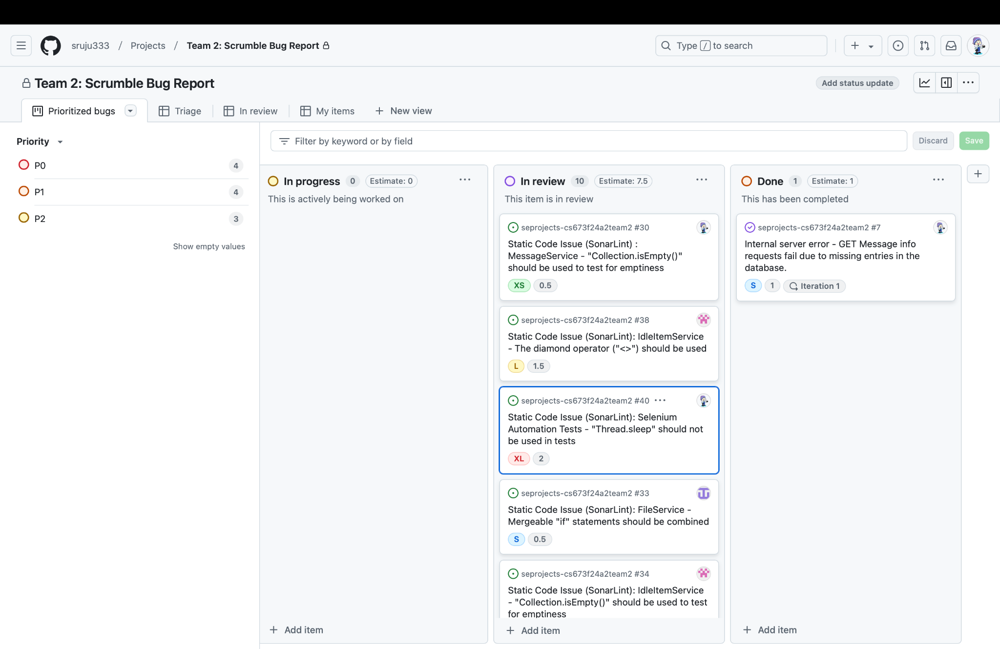 sruju333 / Projects / Team 2: Scrumble Bug Report
Type / to search
Team 2: Scrumble Bug Report
Add status update
Prioritized bugs
Triage
In review
My items
New view
Priority
P0
4
P1
4
P2
3
Show empty values
Filter by keyword or by field
Discard
Save
In progress
0
Estimate: 0
This is actively being worked on
Add item
In review
10
Estimate: 7.5
This item is in review
seprojects-cs673f24a2team2 #30
Static Code Issue (SonarLint) :
MessageService - "Collection.isEmpty()"
should be used to test for emptiness
XS
0.5
seprojects-cs673f24a2team2 #38
Static Code Issue (SonarLint): IdleItemService
- The diamond operator ("<>") should be used
L
1.5
seprojects-cs673f24a2team2 #40
Static Code Issue (SonarLint): Selenium
Automation Tests - "Thread.sleep" should not
be used in tests
XL
2
seprojects-cs673f24a2team2 #33
Static Code Issue (SonarLint): FileService -
Mergeable "if" statements should be combined
S
0.5
seprojects-cs673f24a2team2 #34
Static Code Issue (SonarLint): IdleItemService
- "Collection.isEmpty()" should be used to test
for emptiness
Add item
Done
1
Estimate: 1
This has been completed
seprojects-cs673f24a2team2 #7
Internal server error - GET Message info
requests fail due to missing entries in the
database.
S
1
Iteration 1
Add item